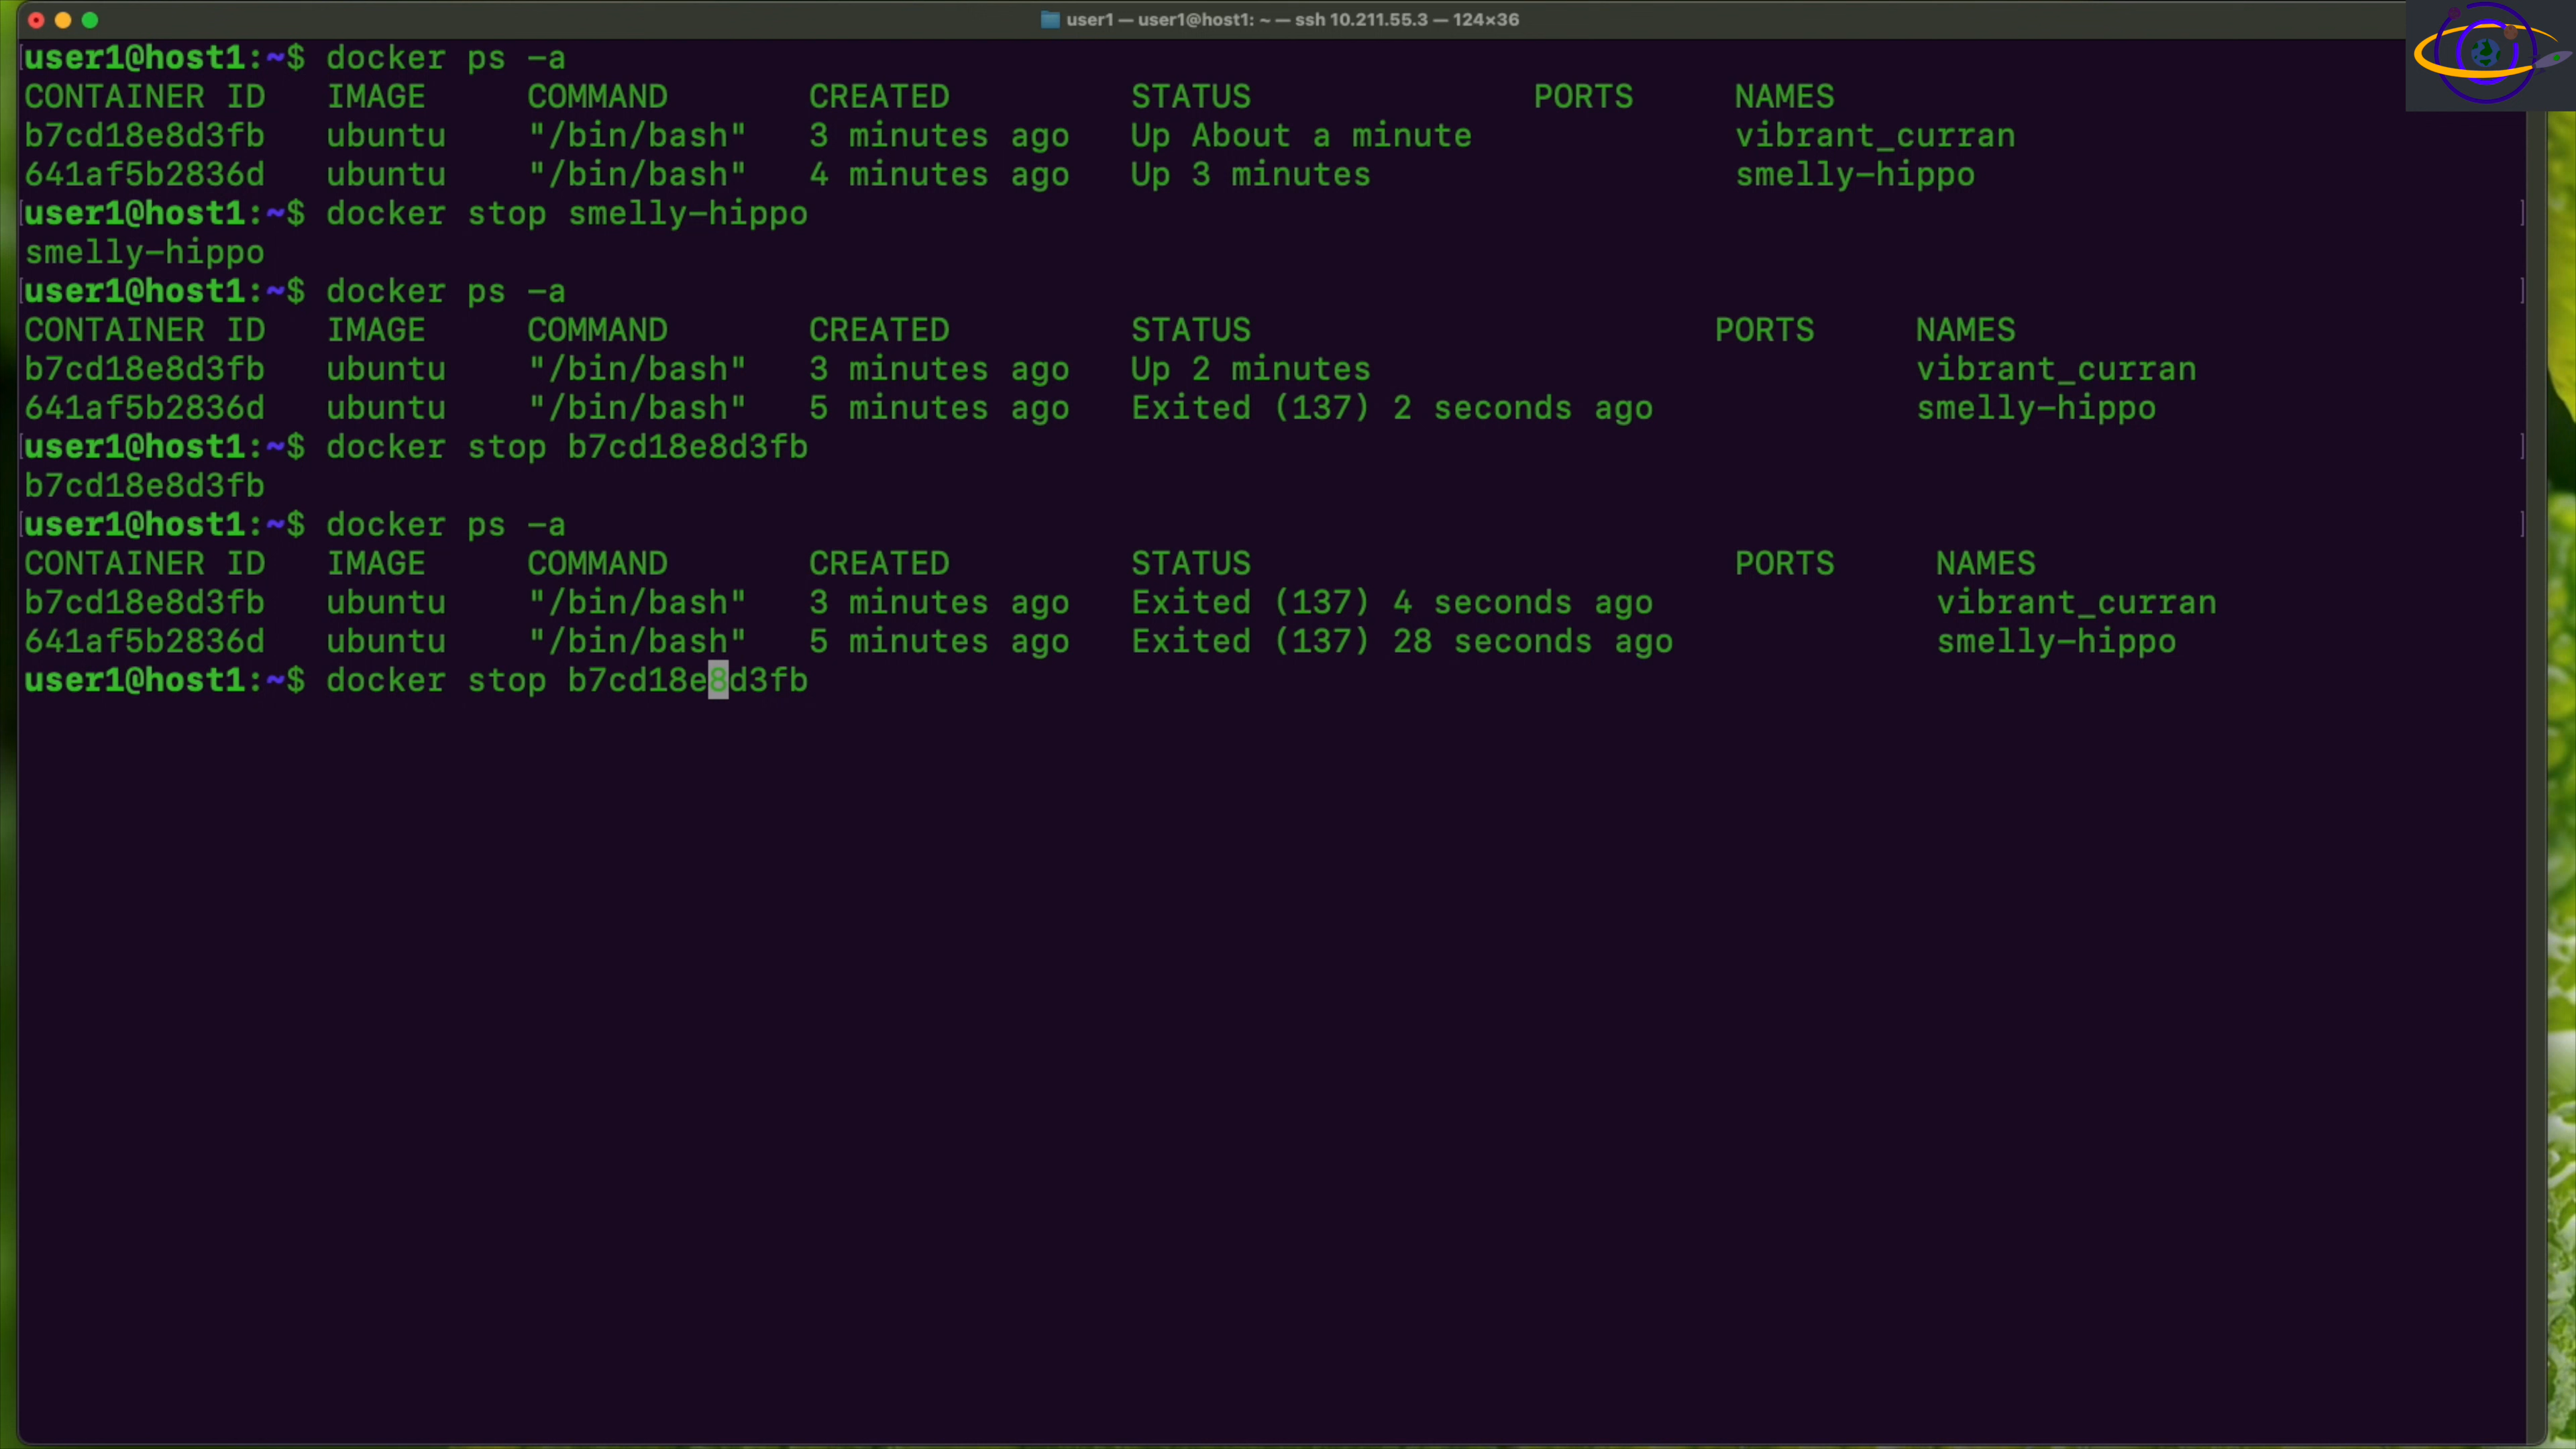 user1 — user1@host1: ~ — ssh 10.211.55.3 — 124×36
user1@host1:~$ docker ps -a
CONTAINER ID   IMAGE     COMMAND       CREATED         STATUS              PORTS     NAMES
b7cd18e8d3fb   ubuntu    "/bin/bash"   3 minutes ago   Up About a minute             vibrant_curran
641af5b2836d   ubuntu    "/bin/bash"   4 minutes ago   Up 3 minutes                  smelly-hippo
user1@host1:~$ docker stop smelly-hippo
smelly-hippo
user1@host1:~$ docker ps -a
CONTAINER ID   IMAGE     COMMAND       CREATED         STATUS                       PORTS     NAMES
b7cd18e8d3fb   ubuntu    "/bin/bash"   3 minutes ago   Up 2 minutes                           vibrant_curran
641af5b2836d   ubuntu    "/bin/bash"   5 minutes ago   Exited (137) 2 seconds ago             smelly-hippo
user1@host1:~$ docker stop b7cd18e8d3fb
b7cd18e8d3fb
user1@host1:~$ docker ps -a
CONTAINER ID   IMAGE     COMMAND       CREATED         STATUS                        PORTS     NAMES
b7cd18e8d3fb   ubuntu    "/bin/bash"   3 minutes ago   Exited (137) 4 seconds ago              vibrant_curran
641af5b2836d   ubuntu    "/bin/bash"   5 minutes ago   Exited (137) 28 seconds ago             smelly-hippo
user1@host1:~$ docker stop b7cd18e8d3fb